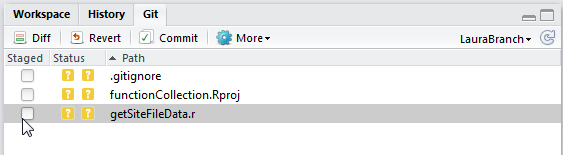 Workspace History Git
Diff Revert Commit More LauraBranch
Staged Status Path
? ? .gitignore
? ? functionCollection.Rproj
? ? getSiteFileData.r